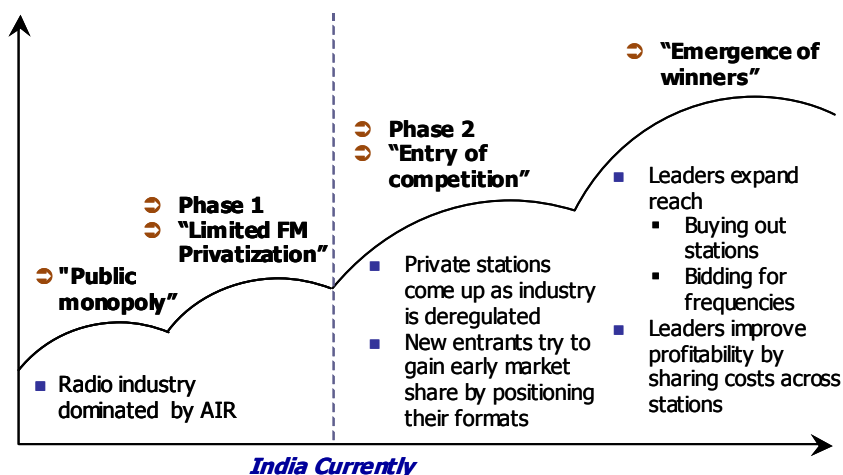 "Public
monopoly”
Radio industry
dominated by AIR
Phase 1
“Limited FM
Privatization”
Phase 2
“Entry of
competition”
Private stations
come up as industry
is deregulated
New entrants try to
gain early market
share by positioning
their formats
“Emergence of
winners”
Leaders expand
reach
Buying out
stations
Bidding for
frequencies
Leaders improve
profitability by
sharing costs across
stations
India Currently